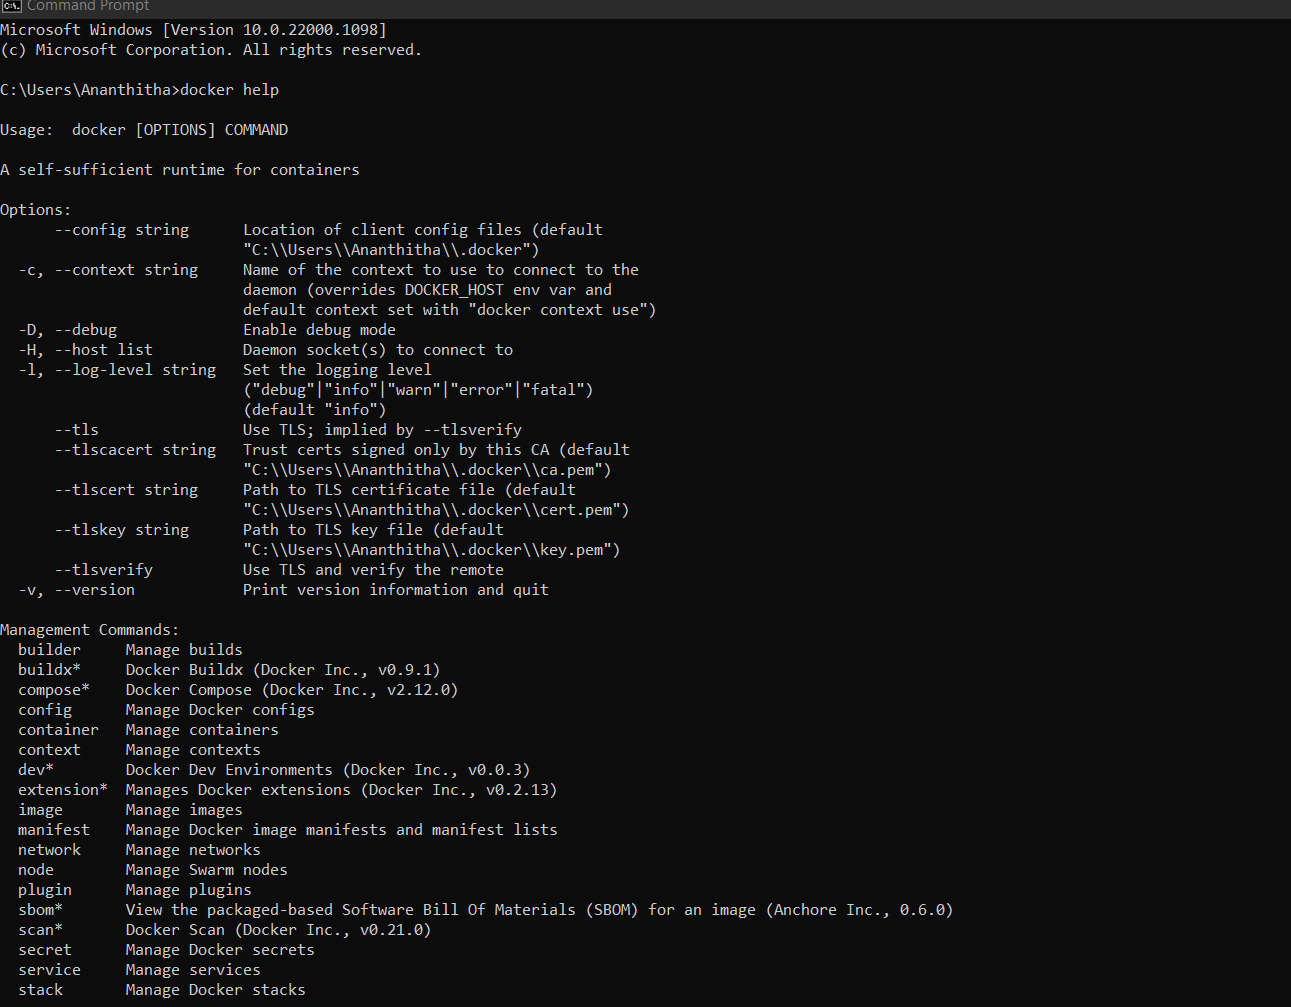 Command Prompt
Microsoft Windows [Version 10.0.22000.1098]
(c) Microsoft Corporation. All rights reserved.
C:\Users\Ananthitha>docker help
Usage:  docker [OPTIONS] COMMAND
A self-sufficient runtime for containers
Options:
      --config string      Location of client config files (default
                           "C:\\Users\\Ananthitha\\.docker")
  -c, --context string     Name of the context to use to connect to the
                           daemon (overrides DOCKER_HOST env var and
                           default context set with "docker context use")
  -D, --debug              Enable debug mode
  -H, --host list          Daemon socket(s) to connect to
  -l, --log-level string   Set the logging level
                           ("debug"|"info"|"warn"|"error"|"fatal")
                           (default "info")
      --tls                Use TLS; implied by --tlsverify
      --tlscacert string   Trust certs signed only by this CA (default
                           "C:\\Users\\Ananthitha\\.docker\\ca.pem")
      --tlscert string     Path to TLS certificate file (default
                           "C:\\Users\\Ananthitha\\.docker\\cert.pem")
      --tlskey string      Path to TLS key file (default
                           "C:\\Users\\Ananthitha\\.docker\\key.pem")
      --tlsverify          Use TLS and verify the remote
  -v, --version            Print version information and quit
Management Commands:
  builder     Manage builds
  buildx*     Docker Buildx (Docker Inc., v0.9.1)
  compose*    Docker Compose (Docker Inc., v2.12.0)
  config      Manage Docker configs
  container   Manage containers
  context     Manage contexts
  dev*        Docker Dev Environments (Docker Inc., v0.0.3)
  extension*  Manages Docker extensions (Docker Inc., v0.2.13)
  image       Manage images
  manifest    Manage Docker image manifests and manifest lists
  network     Manage networks
  node        Manage Swarm nodes
  plugin      Manage plugins
  sbom*       View the packaged-based Software Bill Of Materials (SBOM) for an image (Anchore Inc., 0.6.0)
  scan*       Docker Scan (Docker Inc., v0.21.0)
  secret      Manage Docker secrets
  service     Manage services
  stack       Manage Docker stacks